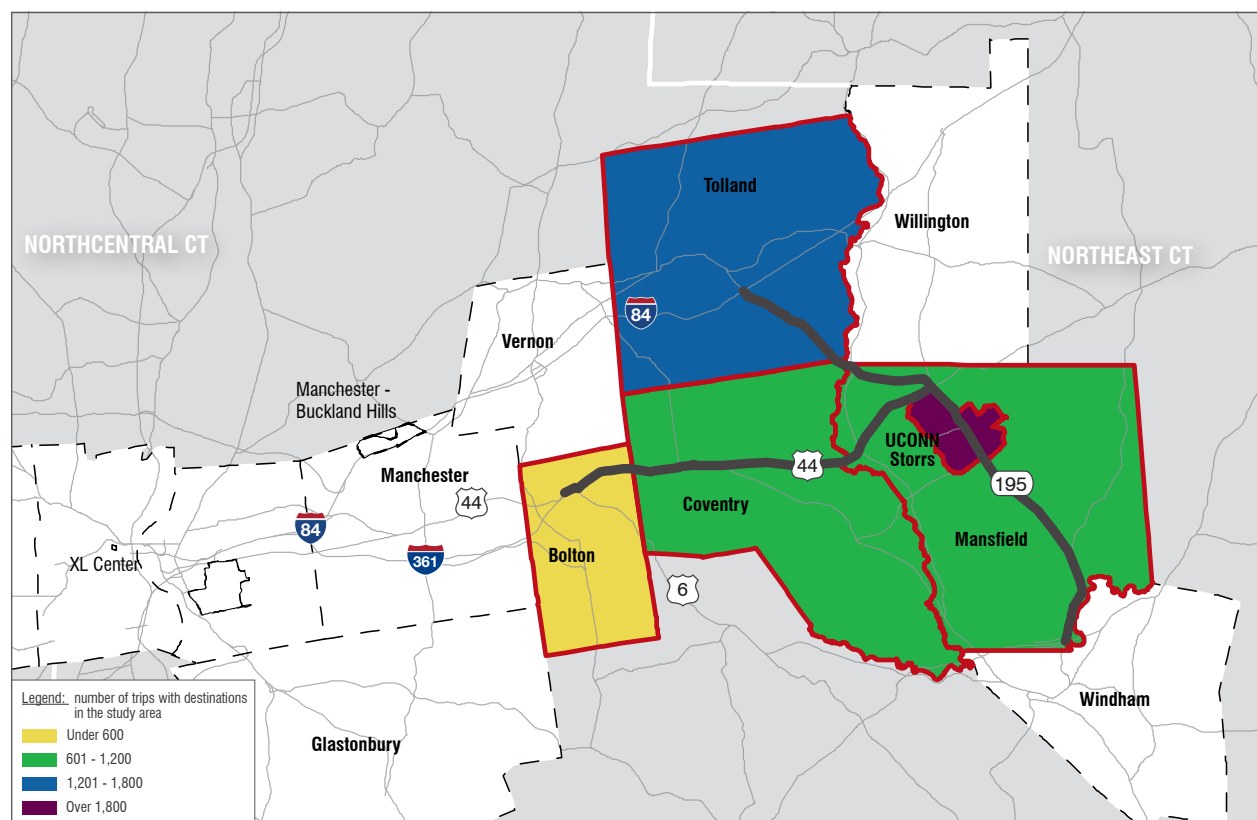 Tolland
Willington
NORTHCENTRAL CT
NORTHEAST CT
84
Vernon
Manchester -
Buckland Hills
UCONN
Storrs
Manchester
44
195
44
Coventry
84
Mansfield
XL Center
361
Bolton
6
Windham
Glastonbury
Legend: number of trips with destinations
in the study area
Under 600
601 - 1,200
1,201 - 1,800
Over 1,800